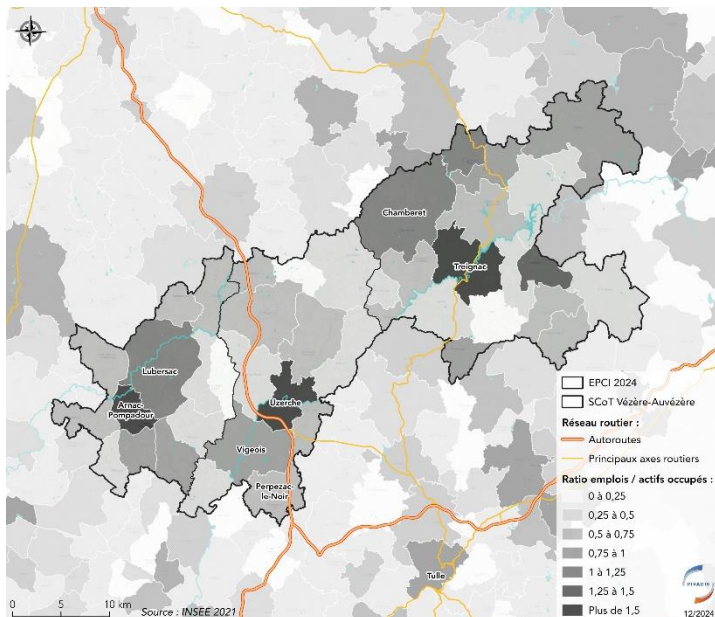 Chamberet
Treignac
Lubersac
Arnac-
Pompadour
Uzerche
Vigeois
Perpezac-
le-Noir
Tulle
EPCI 2024
SCoT Vézère-Auvézère
Réseau routier :
Autoroutes
Principaux axes routiers
Ratio emplois / actifs occupés :
0 à 0,25
0,25 à 0,5
0,5 à 0,75
0,75 à 1
1 à 1,25
1,25 à 1,5
Plus de 1,5
PIVADIS
12/2024
0 5 10 km
Source : INSEE 2021